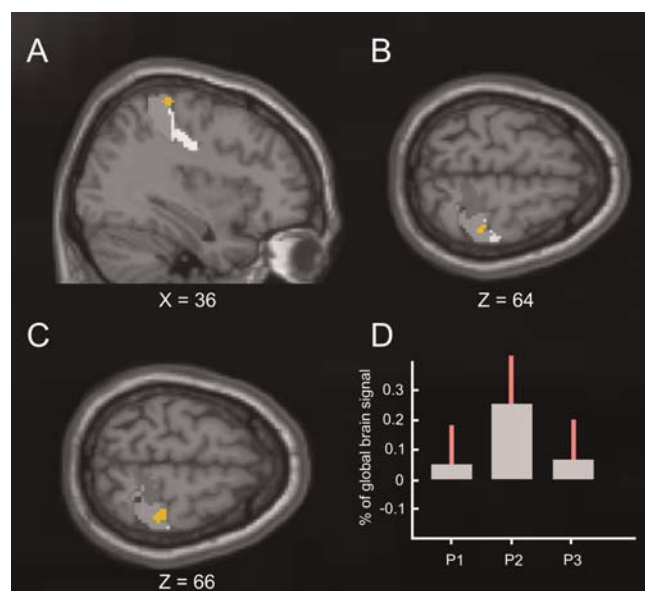 A
X = 36
B
Z = 64
C
Z = 66
D
% of global brain signal
0.3
0.2
0.1
0
-0.1
P1 P2 P3